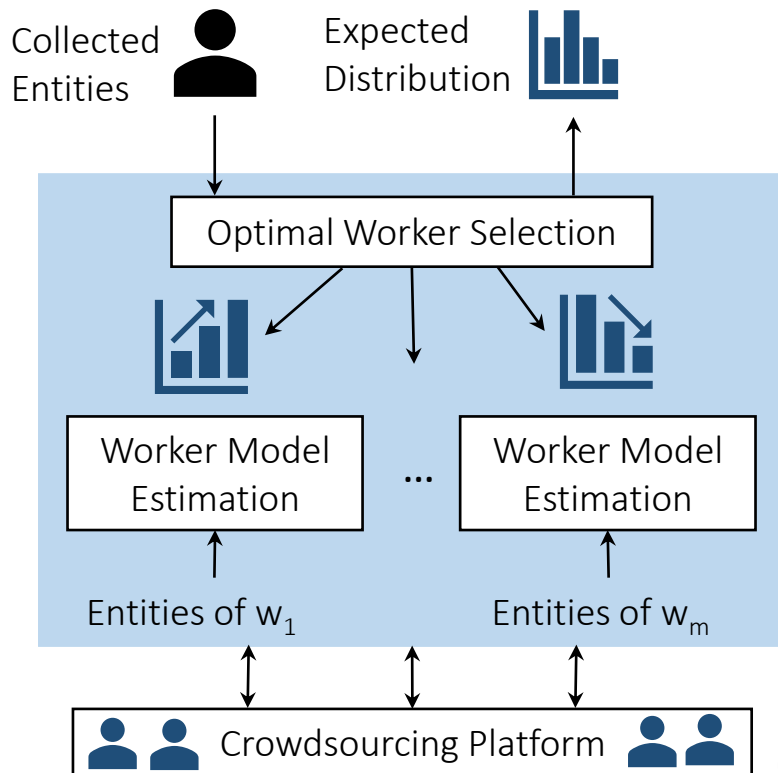 Collected
Entities
Expected
Distribution
Optimal Worker Selection
Worker Model
Estimation
...
Worker Model
Estimation
Entities of w₁
Entities of wₘ
Crowdsourcing Platform